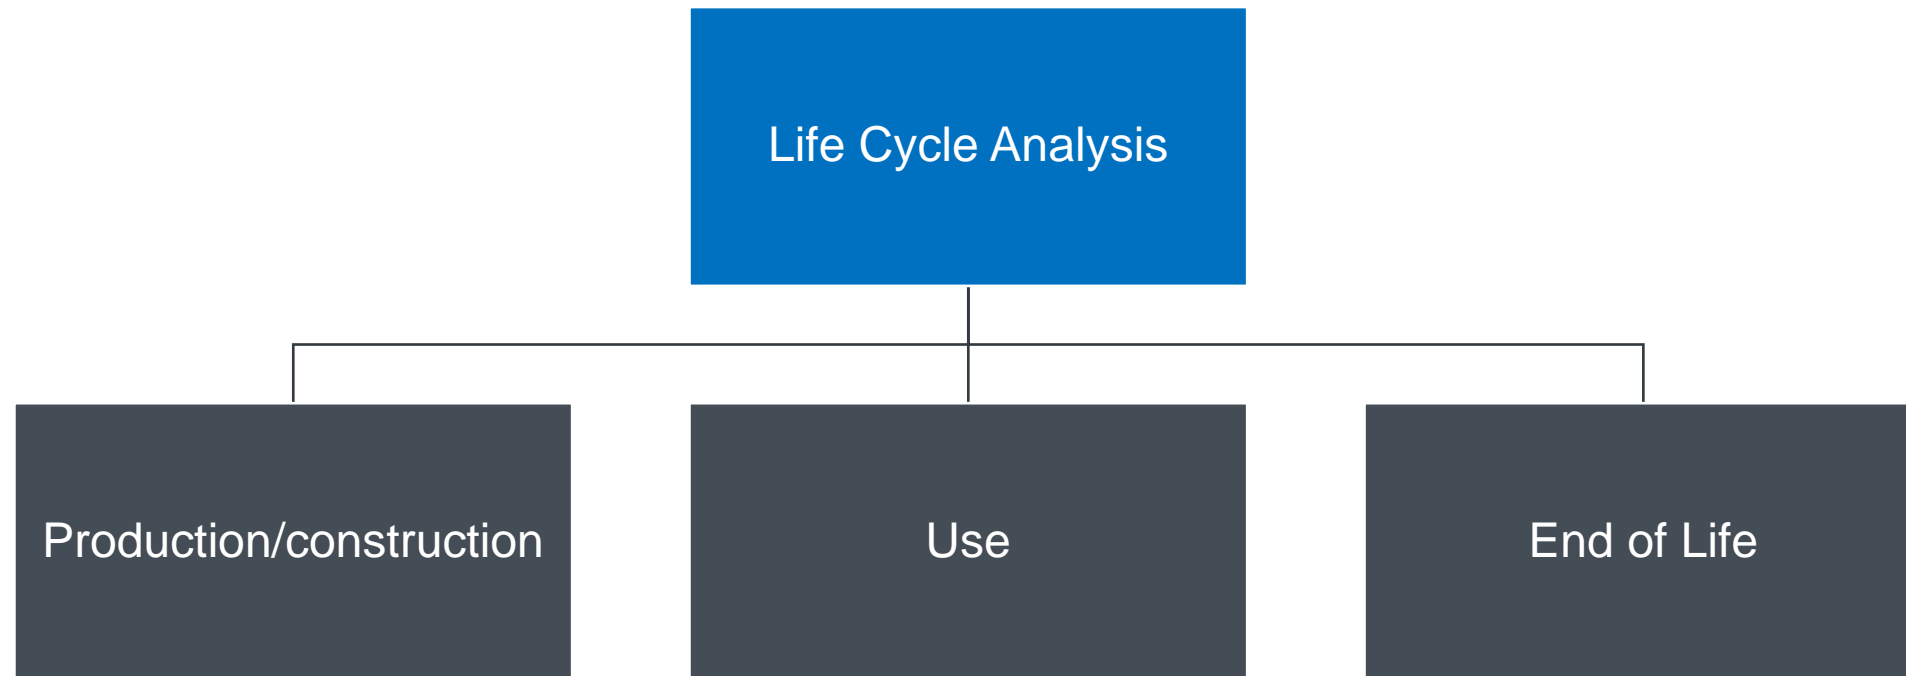 Life Cycle Analysis
Production/construction
Use
End of Life